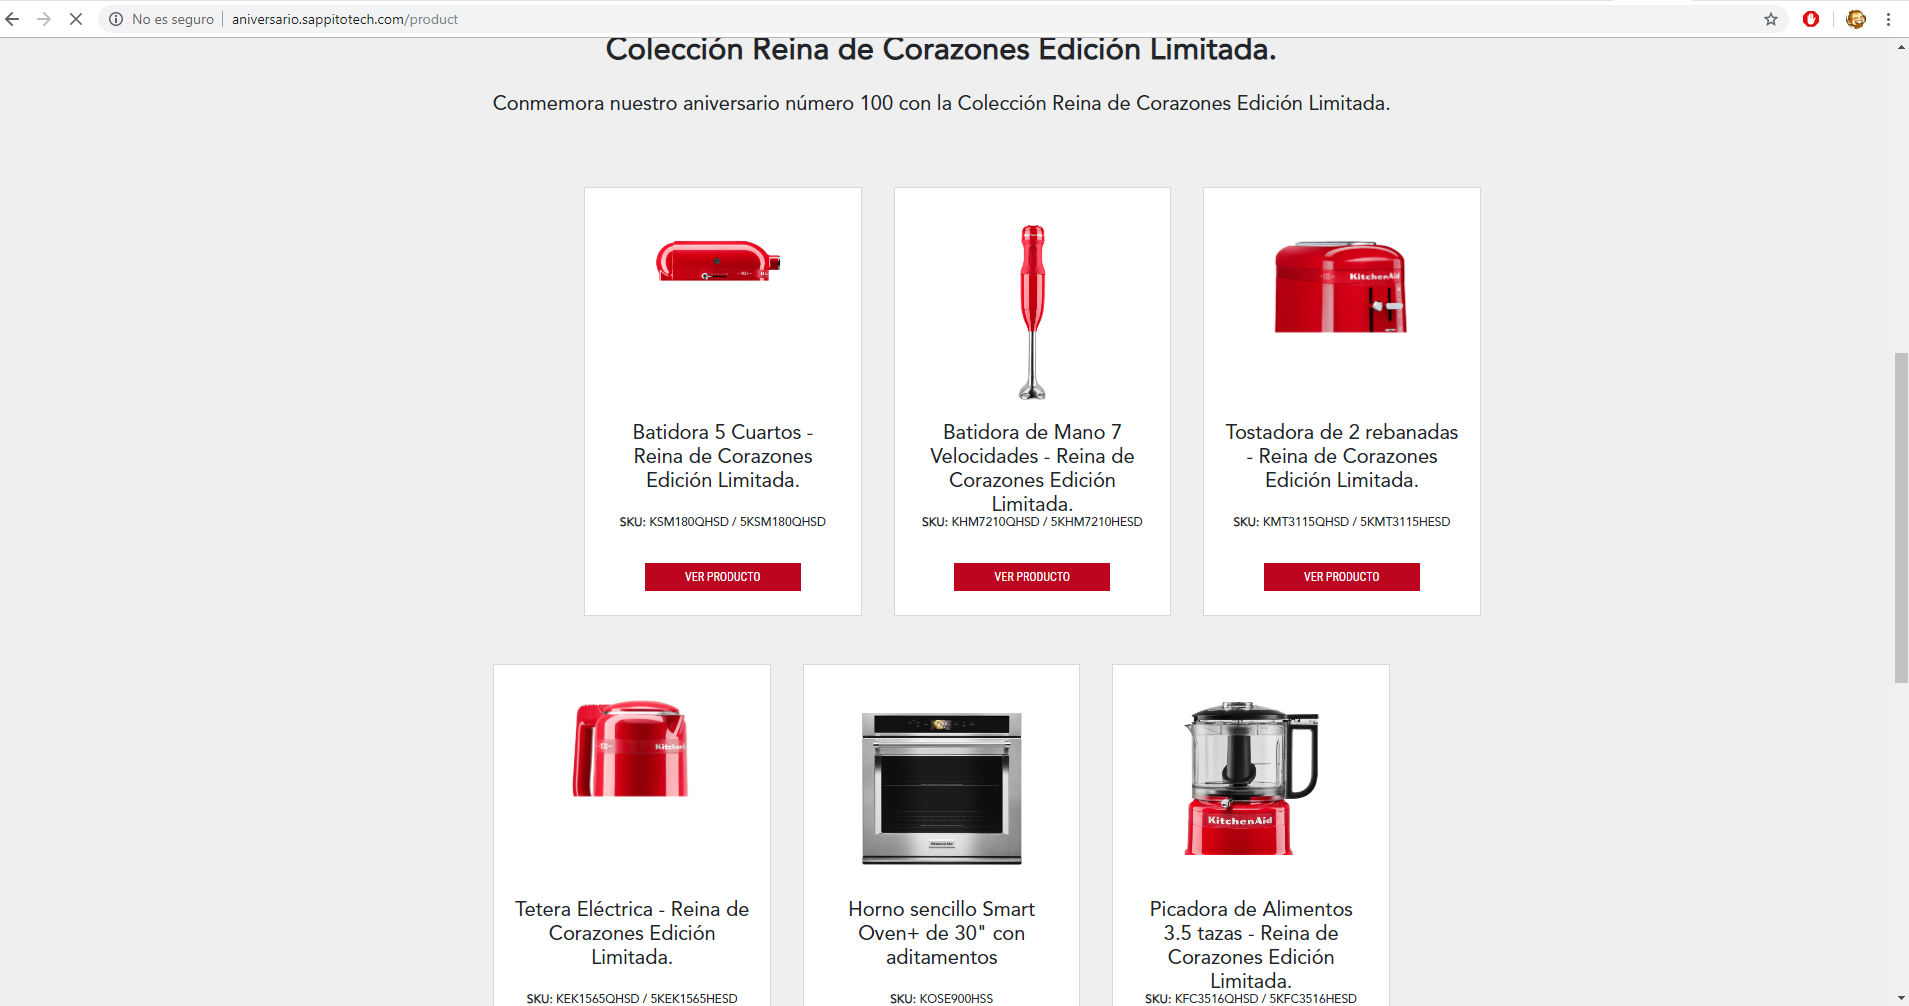 No es seguro
aniversario.sappitotech.com/product
Colección Reina de Corazones Edición Limitada.
Conmemora nuestro aniversario número 100 con la Colección Reina de Corazones Edición Limitada.
KitchenAid
Batidora 5 Cuartos -
Reina de Corazones
Edición Limitada.
SKU: KSM180QHSD / 5KSM180QHSD
VER PRODUCTO
Batidora de Mano 7
Velocidades - Reina de
Corazones Edición
Limitada.
SKU: KHM7210QHSD / 5KHM7210HESD
VER PRODUCTO
Tostadora de 2 rebanadas
- Reina de Corazones
Edición Limitada.
SKU: KMT3115QHSD / 5KMT3115HESD
VER PRODUCTO
KitchenAid
KitchenAid
KitchenAid
Tetera Eléctrica - Reina de
Corazones Edición
Limitada.
SKU: KEK1565QHSD / 5KEK1565HESD
Horno sencillo Smart
Oven+ de 30" con
aditamentos
SKU: KOSE900HSS
Picadora de Alimentos
3.5 tazas - Reina de
Corazones Edición
Limitada.
SKU: KFC3516QHSD / 5KFC3516HESD